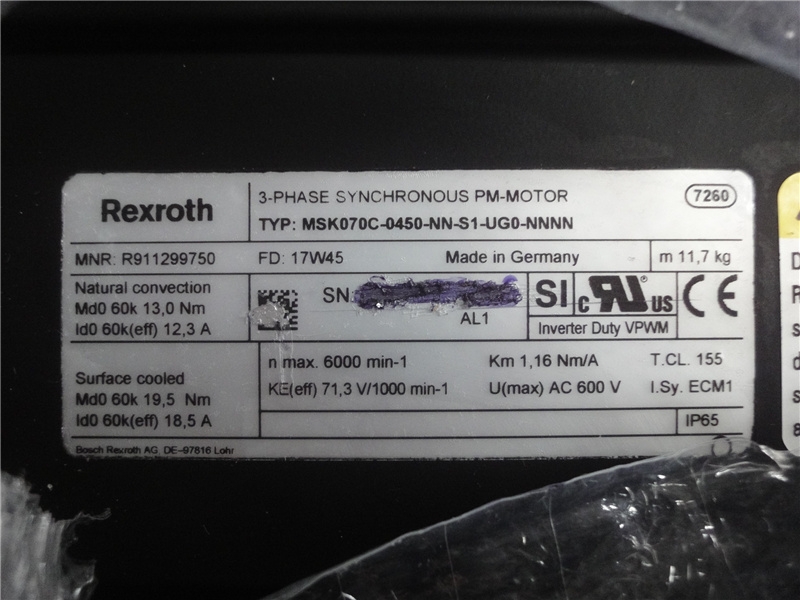 Rexroth
3-PHASE SYNCHRONOUS PM-MOTOR
7260
TYP: MSK070C-0450-NN-S1-UG0-NNNN
MNR: R911299750
FD: 17W45
Made in Germany
m 11,7 kg
Natural convection
Md0 60k 13,0 Nm
Id0 60k(eff) 12,3 A
SN
AL1
SI
c RU® US
CE
Inverter Duty VPWM
Surface cooled
Md0 60k 19,5 Nm
Id0 60k(eff) 18,5 A
n max. 6000 min-1
Km 1,16 Nm/A
T.CL. 155
KE(eff) 71,3 V/1000 min-1
U(max) AC 600 V
I.Sy. ECM1
IP65
Bosch Rexroth AG, DE-97816 Lohr